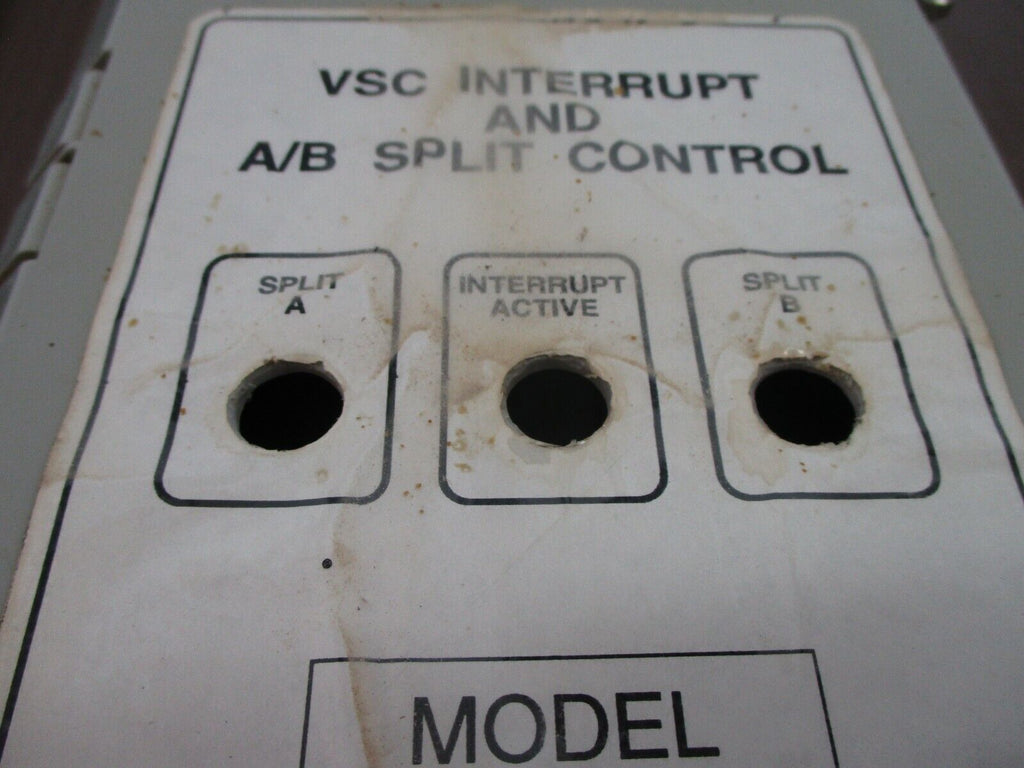 VSC INTERRUPT
AND
A/B SPLIT CONTROL
SPLIT
A
INTERRUPT
ACTIVE
SPLIT
B
MODEL